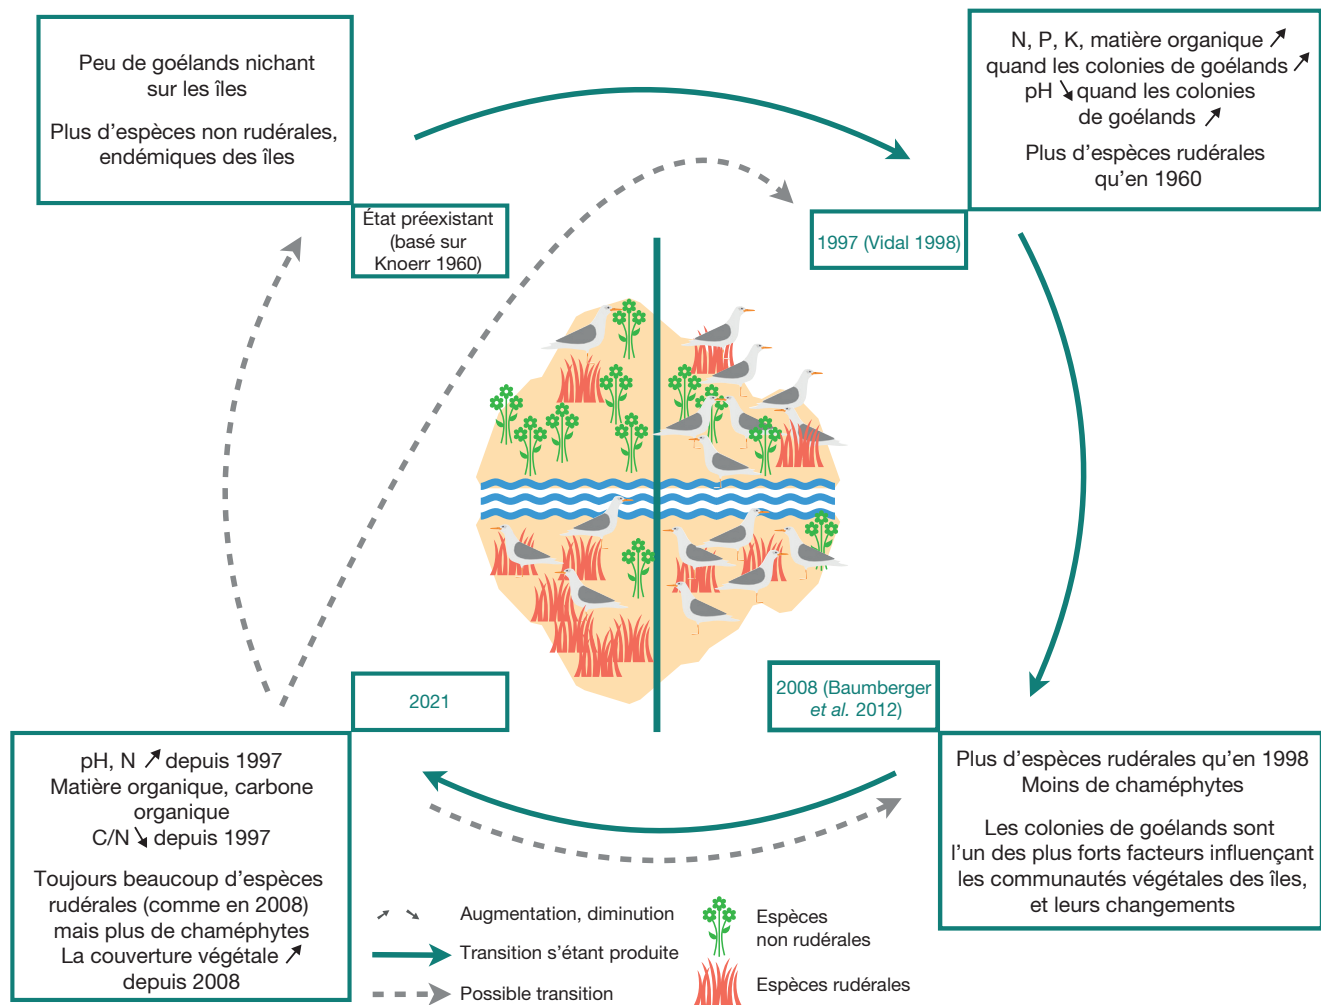 Peu de goélands nichant
sur les îles
Plus d'espèces non rudérales,
endémiques des îles
État préexistant
(basé sur
Knoerr 1960)
N, P, K, matière organique ↗
quand les colonies de goélands ↗
pH ↘ quand les colonies
de goélands ↗
Plus d'espèces rudérales
qu'en 1960
1997 (Vidal 1998)
2021
pH, N ↗ depuis 1997
Matière organique, carbone
organique
C/N ↘ depuis 1997
Toujours beaucoup d'espèces
rudérales (comme en 2008)
mais plus de chaméphytes
La couverture végétale ↗
depuis 2008
2008 (Baumberger
et al. 2012)
Plus d'espèces rudérales qu'en 1998
Moins de chaméphytes
Les colonies de goélands sont
l'un des plus forts facteurs influençant
les communautés végétales des îles,
et leurs changements
Augmentation, diminution
Transition s'étant produite
Possible transition
Espèces
non rudérales
Espèces rudérales